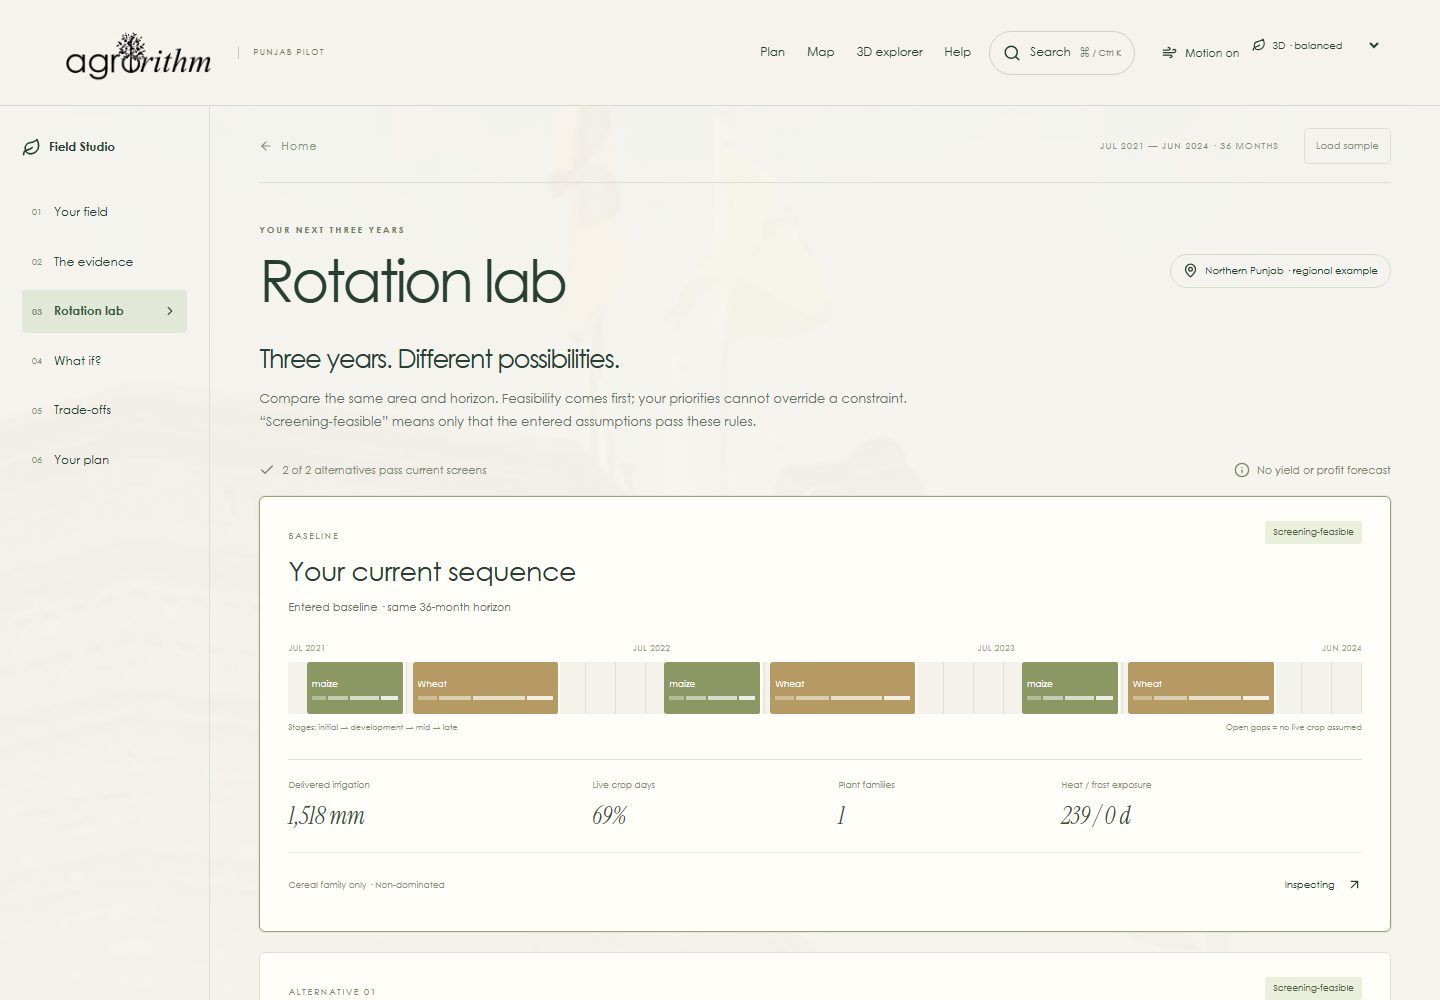 agrorithm
PUNJAB PILOT
Plan
Map
3D explorer
Help
Search ⌘ / Ctrl K
Motion on
3D · balanced
Field Studio
01 Your field
02 The evidence
03 Rotation lab
04 What if?
05 Trade-offs
06 Your plan
← Home
JUL 2021 — JUN 2024 · 36 MONTHS
Load sample
YOUR NEXT THREE YEARS
Rotation lab
Northern Punjab · regional example
Three years. Different possibilities.
Compare the same area and horizon. Feasibility comes first; your priorities cannot override a constraint.
“Screening-feasible” means only that the entered assumptions pass these rules.
2 of 2 alternatives pass current screens
No yield or profit forecast
BASELINE
Screening-feasible
Your current sequence
Entered baseline · same 36-month horizon
JUL 2021 JUL 2022 JUL 2023 JUN 2024
maize Wheat maize Wheat maize Wheat
Stages: initial → development → mid → late
Open gaps = no live crop assumed
Delivered irrigation Live crop days Plant families Heat / frost exposure
1,518 mm 69% 1 239 / 0 d
Cereal family only · Non-dominated
Inspecting
ALTERNATIVE 01
Screening-feasible